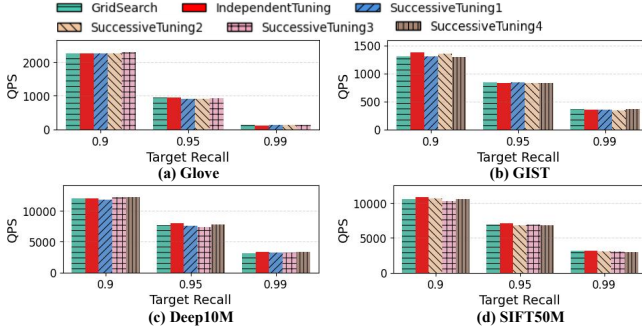 GridSearch IndependentTuning SuccessiveTuning1
SuccessiveTuning2 SuccessiveTuning3 SuccessiveTuning4
QPS
2000
1000
0
0.9 0.95 0.99
Target Recall
(a) Glove
QPS
1500
1000
500
0
0.9 0.95 0.99
Target Recall
(b) GIST
QPS
10000
5000
0
0.9 0.95 0.99
Target Recall
(c) Deep10M
QPS
10000
5000
0
0.9 0.95 0.99
Target Recall
(d) SIFT50M